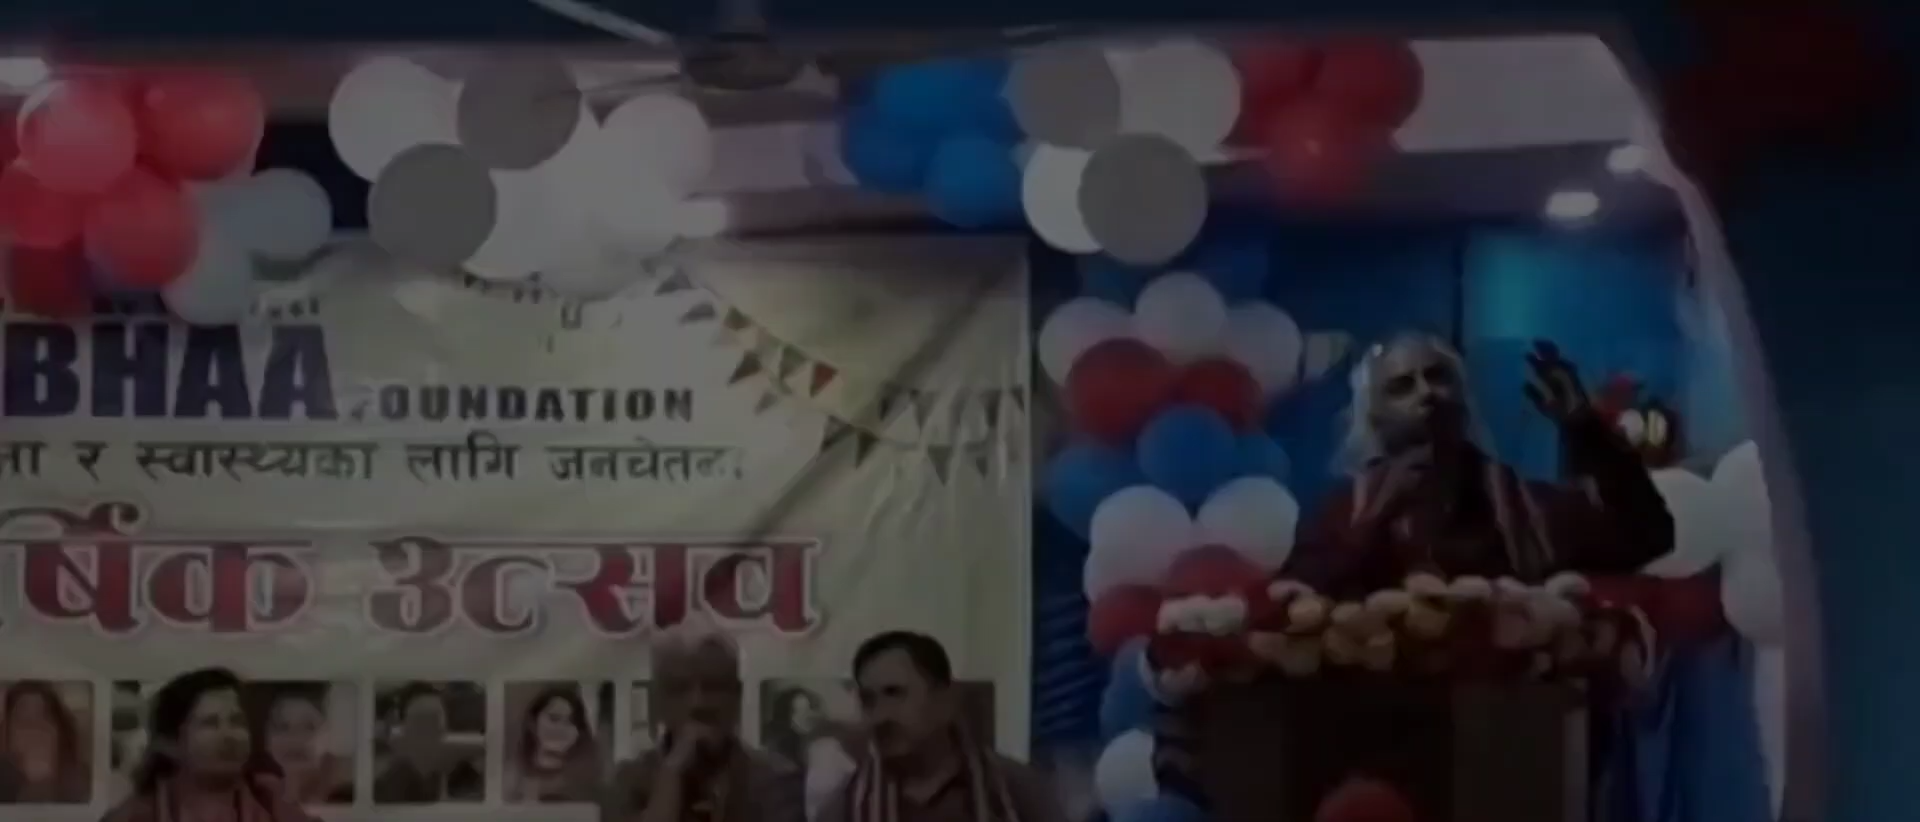 BHAA FOUNDATION
र स्वास्थ्यका लागि जनचेतना
र्षिक उत्सव